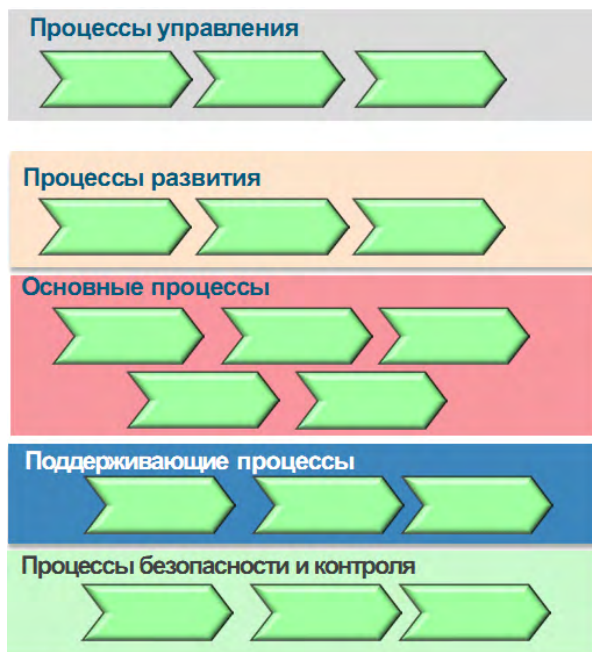 Процессы управления
Процессы развития
Основные процессы
Поддерживающие процессы
Процессы безопасности и контроля